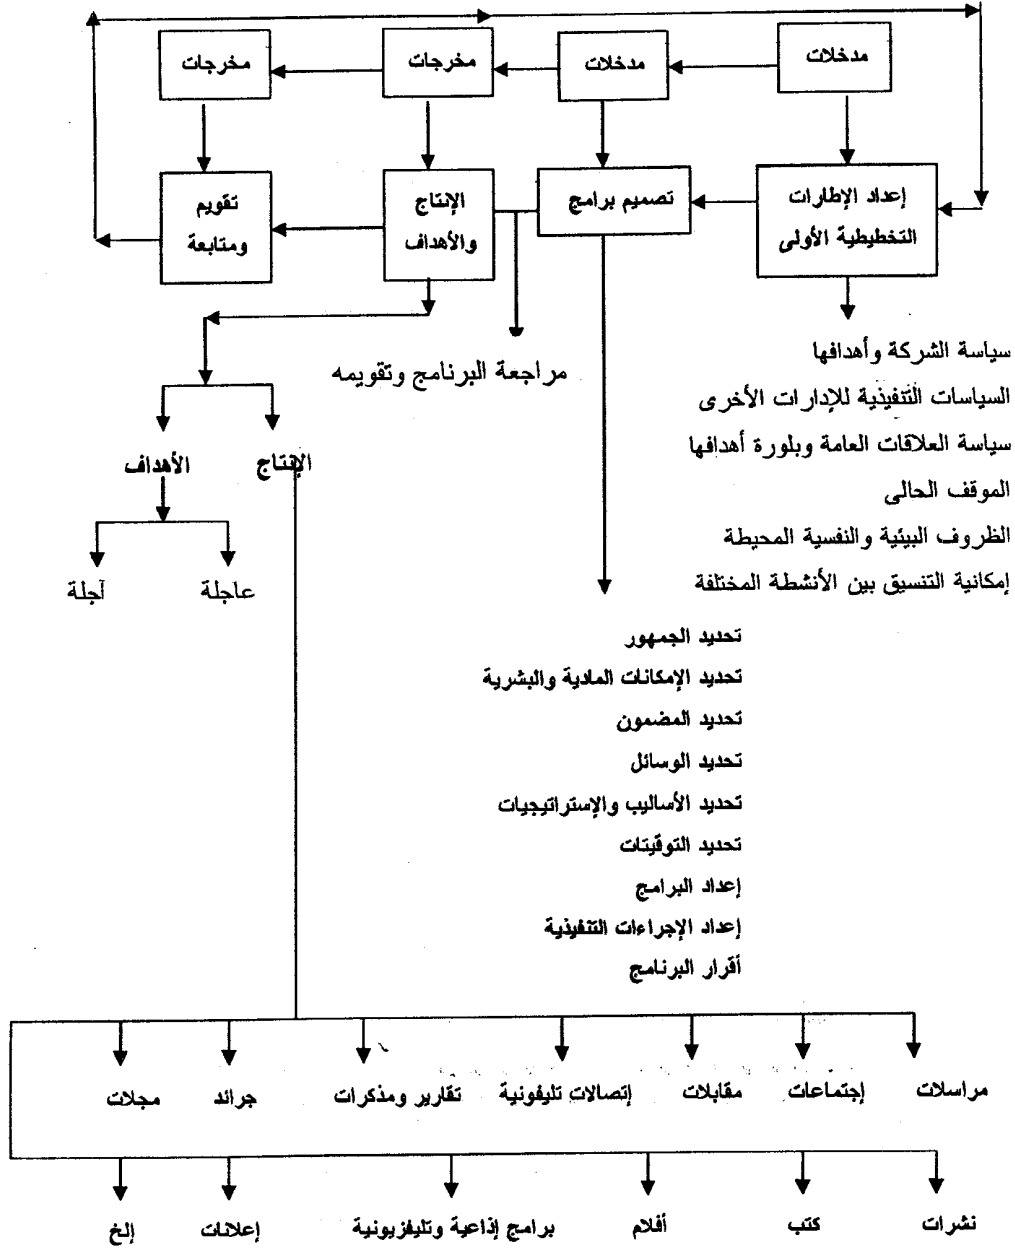 مدخلات
مدخلات
مخرجات
مخرجات
إعداد الإطارات
التخطيطية الأولى
تصميم برامج
الإنتاج
والأهداف
تقويم
ومتابعة
سياسة الشركة وأهدافها
السياسات التنفيذية للإدارات الأخرى
سياسة العلاقات العامة وبلورة أهدافها
الموقف الحالى
الظروف البيئية والنفسية المحيطة
إمكانية التنسيق بين الأنشطة المختلفة
مراجعة البرنامج وتقويمه
الإنتاج
الأهداف
عاجلة
آجلة
تحديد الجمهور
تحديد الإمكانات المادية والبشرية
تحديد المضمون
تحديد الوسائل
تحديد الأساليب والإستراتيجيات
تحديد التوقيتات
إعداد البرامج
إعداد الإجراءات التنفيذية
أقرار البرنامج
مراسلات
إجتماعات
مقابلات
إتصالات تليفونية
تقارير ومذكرات
جرائد
مجلات
نشرات
كتب
أفلام
برامج إذاعية وتليفزيونية
إعلانات
إلخ